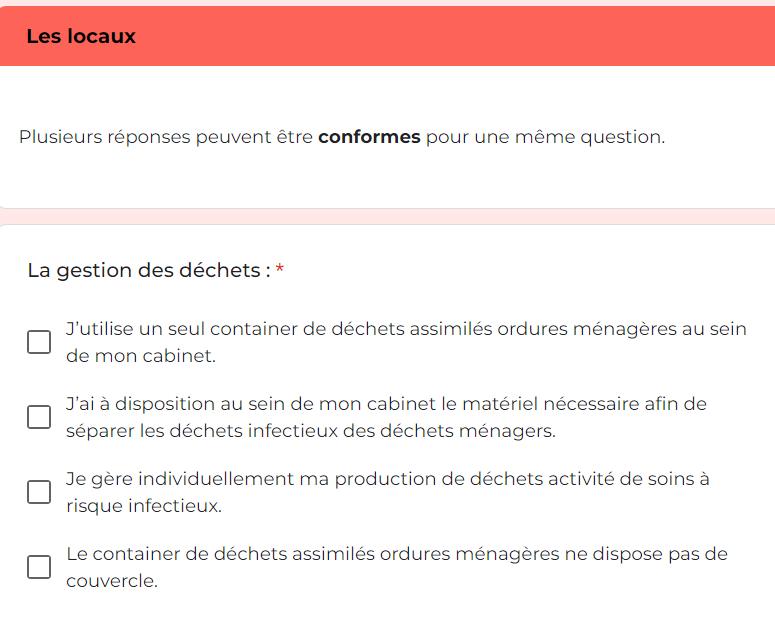 Les locaux
Plusieurs réponses peuvent être conformes pour une même question.
La gestion des déchets : *
J’utilise un seul container de déchets assimilés ordures ménagères au sein
de mon cabinet.
J’ai à disposition au sein de mon cabinet le matériel nécessaire afin de
séparer les déchets infectieux des déchets ménagers.
Je gère individuellement ma production de déchets activité de soins à
risque infectieux.
Le container de déchets assimilés ordures ménagères ne dispose pas de
couvercle.